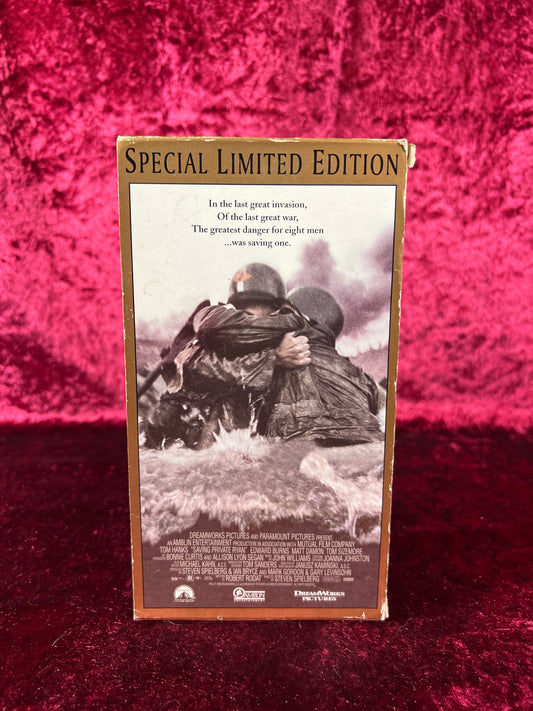 SPECIAL LIMITED EDITION
In the last great invasion,
Of the last great war,
The greatest danger for eight men
...was saving one.
DREAMWORKS PICTURES AND PARAMOUNT PICTURES PRESENT
AN AMBLIN ENTERTAINMENT PRODUCTION IN ASSOCIATION WITH MUTUAL FILM COMPANY
TOM HANKS "SAVING PRIVATE RYAN" EDWARD BURNS MATT DAMON TOM SIZEMORE
BONNIE CURTIS AND ALLISON LYON SEGAN JOHN WILLIAMS JOANNA JOHNSTON
MICHAEL KAHN, A.C.E. TOM SANDERS JANUSZ KAMINSKI, A.S.C.
STEVEN SPIELBERG & IAN BRYCE AND MARK GORDON & GARY LEVINSOHN
ROBERT RODAT STEVEN SPIELBERG
Paramount
AMBLIN
DREAMWORKS
PICTURES